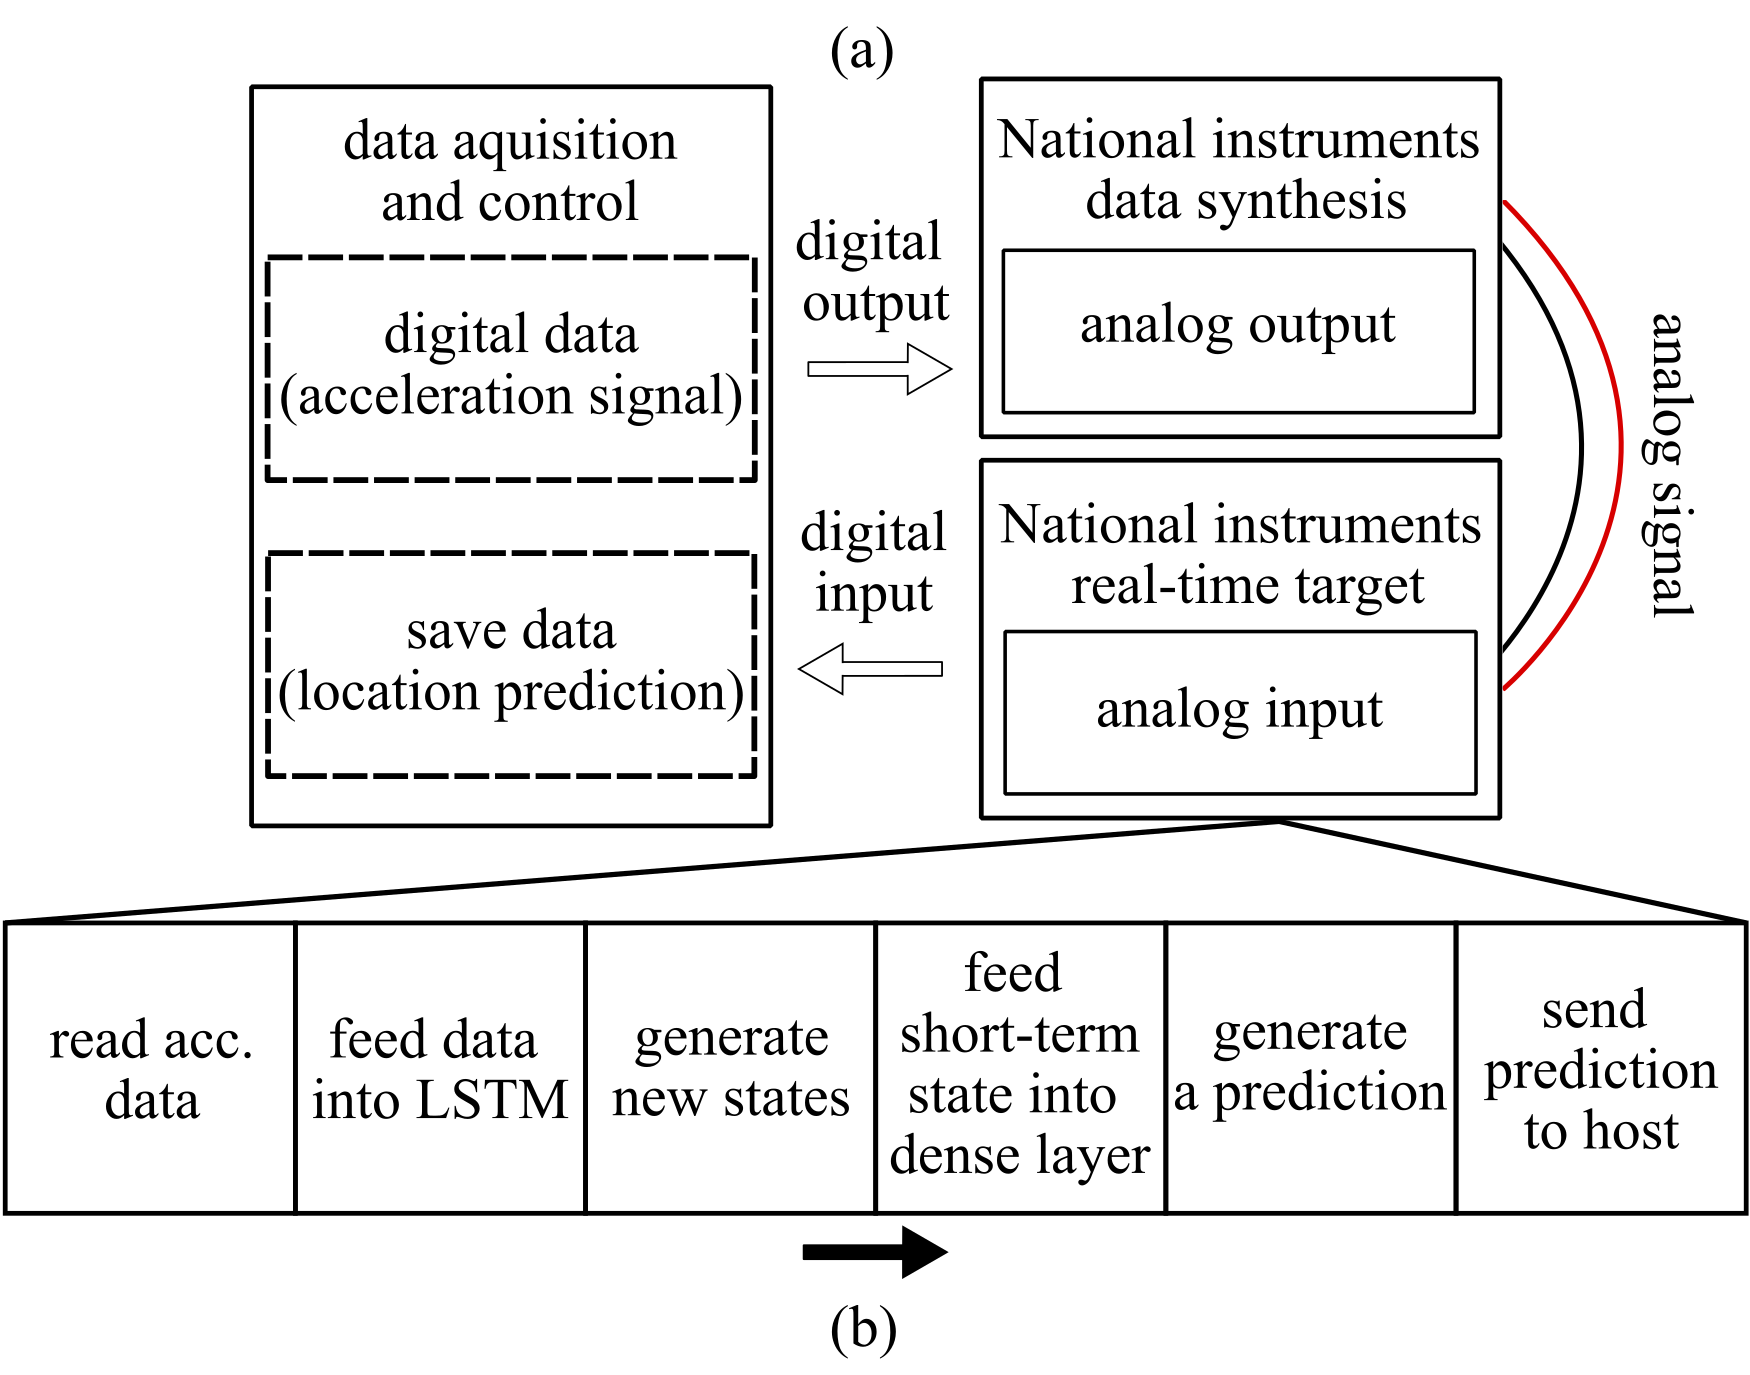 (a)
data aquisition
and control
digital data
(acceleration signal)
save data
(location prediction)
digital
output
digital
input
National instruments
data synthesis
analog output
National instruments
real-time target
analog input
analog signal
read acc.
data
feed data
into LSTM
generate
new states
feed
short-term
state into
dense layer
generate
a prediction
send
prediction
to host
(b)